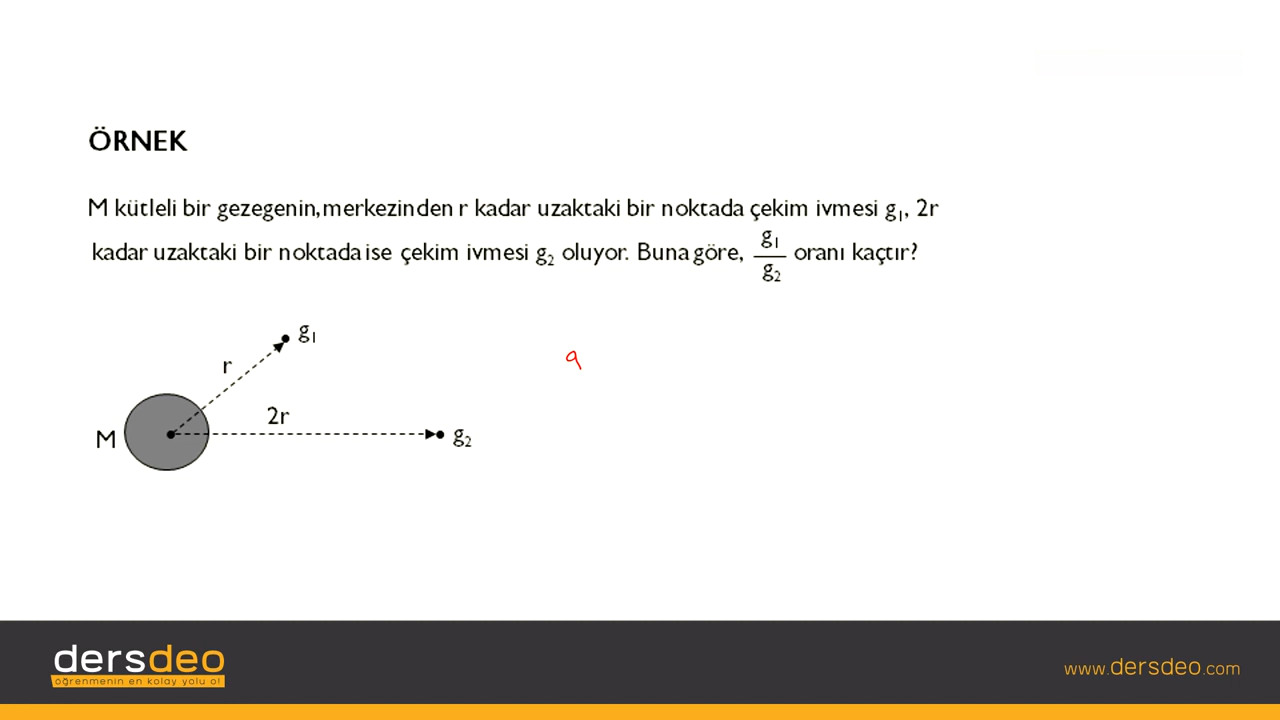 ÖRNEK
M kütleli bir gezegenin, merkezinden r kadar uzaktaki bir noktada çekim ivmesi g₁, 2r
kadar uzaktaki bir noktada ise çekim ivmesi g₂ oluyor. Buna göre, g₁/g₂ oranı kaçtır?
g₁
r
2r
M
g₂
dersdeo
öğrenmenin en kolay yolu o!
www.dersdeo.com